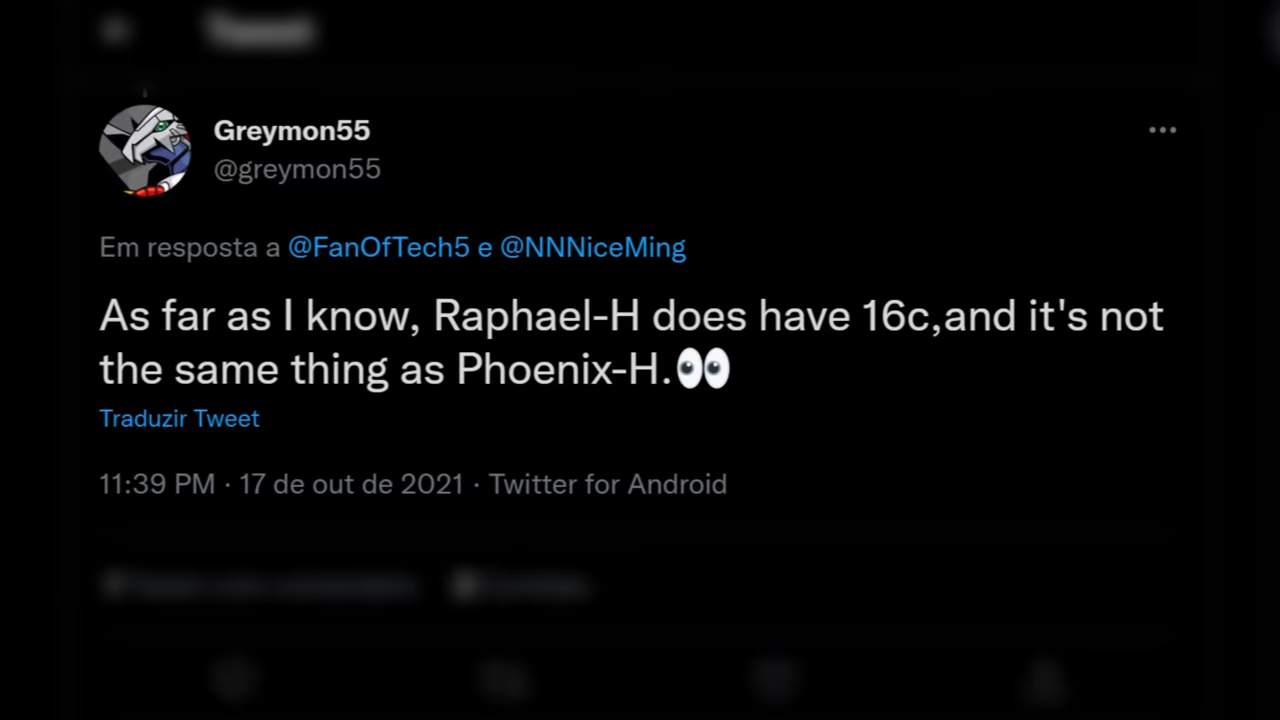 Tweet
Greymon55
@greymon55
Em resposta a @FanOfTech5 e @NNNiceMing
As far as I know, Raphael-H does have 16c,and it's not
the same thing as Phoenix-H.👀
Traduzir Tweet
11:39 PM · 17 de out de 2021 · Twitter for Android